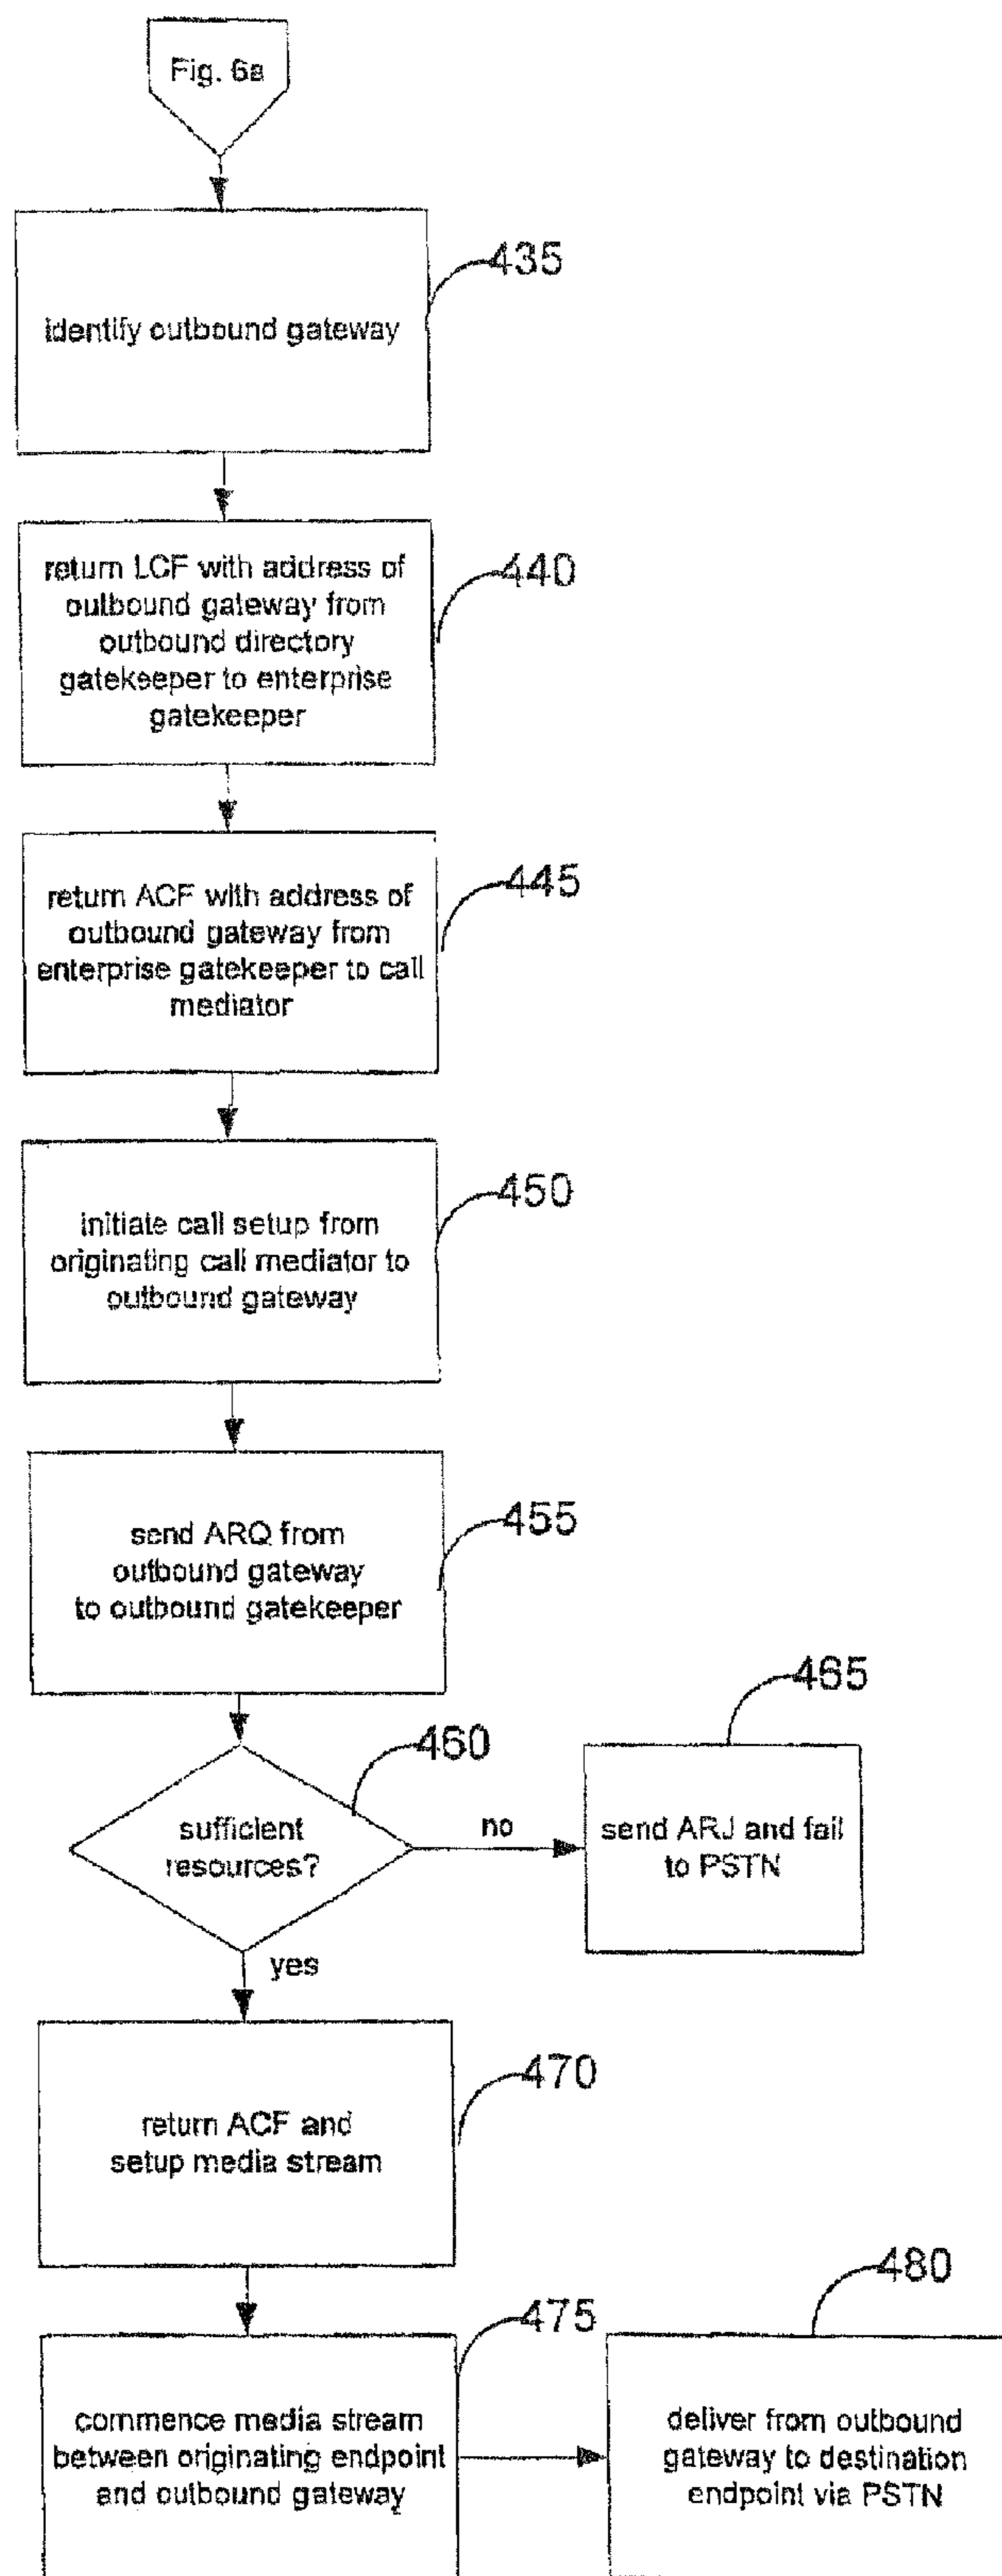 Fig. 6a
435
identify outbound gateway
return LCF with address of
outbound gateway from
outbound directory
gatekeeper to enterprise
gatekeeper
440
return ACF with address of
outbound gateway from
enterprise gatekeeper to call
mediator
445
initiate call setup from
originating call mediator to
outbound gateway
450
send ARQ from
outbound gateway
to outbound gatekeeper
455
465
460
sufficient
resources?
no
send ARJ and fail
to PSTN
yes
return ACF and
setup media stream
470
480
475
commence media stream
between originating endpoint
and outbound gateway
deliver from outbound
gateway to destination
endpoint via PSTN